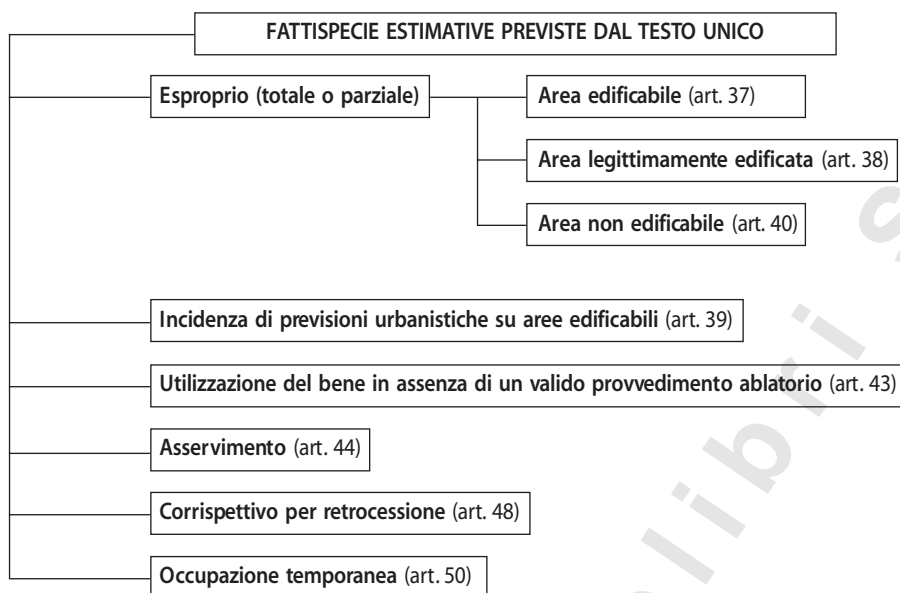 FATTISPECIE ESTIMATIVE PREVISTE DAL TESTO UNICO
Esproprio (totale o parziale)
Area edificabile (art. 37)
Area legittimamente edificata (art. 38)
Area non edificabile (art. 40)
Incidenza di previsioni urbanistiche su aree edificabili (art. 39)
Utilizzazione del bene in assenza di un valido provvedimento ablatorio (art. 43)
Asservimento (art. 44)
Corrispettivo per retrocessione (art. 48)
Occupazione temporanea (art. 50)
libri s